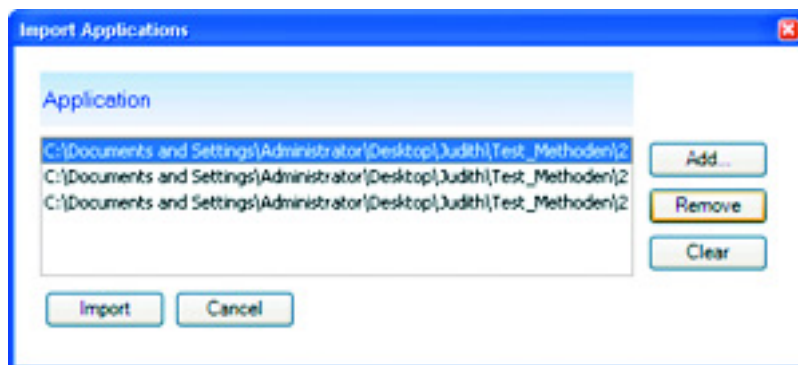 Import Applications
Application
C:\Documents and Settings\Administrator\Desktop\Judith\Test_Methoden\2
C:\Documents and Settings\Administrator\Desktop\Judith\Test_Methoden\2
C:\Documents and Settings\Administrator\Desktop\Judith\Test_Methoden\2
Add...
Remove
Clear
Import
Cancel